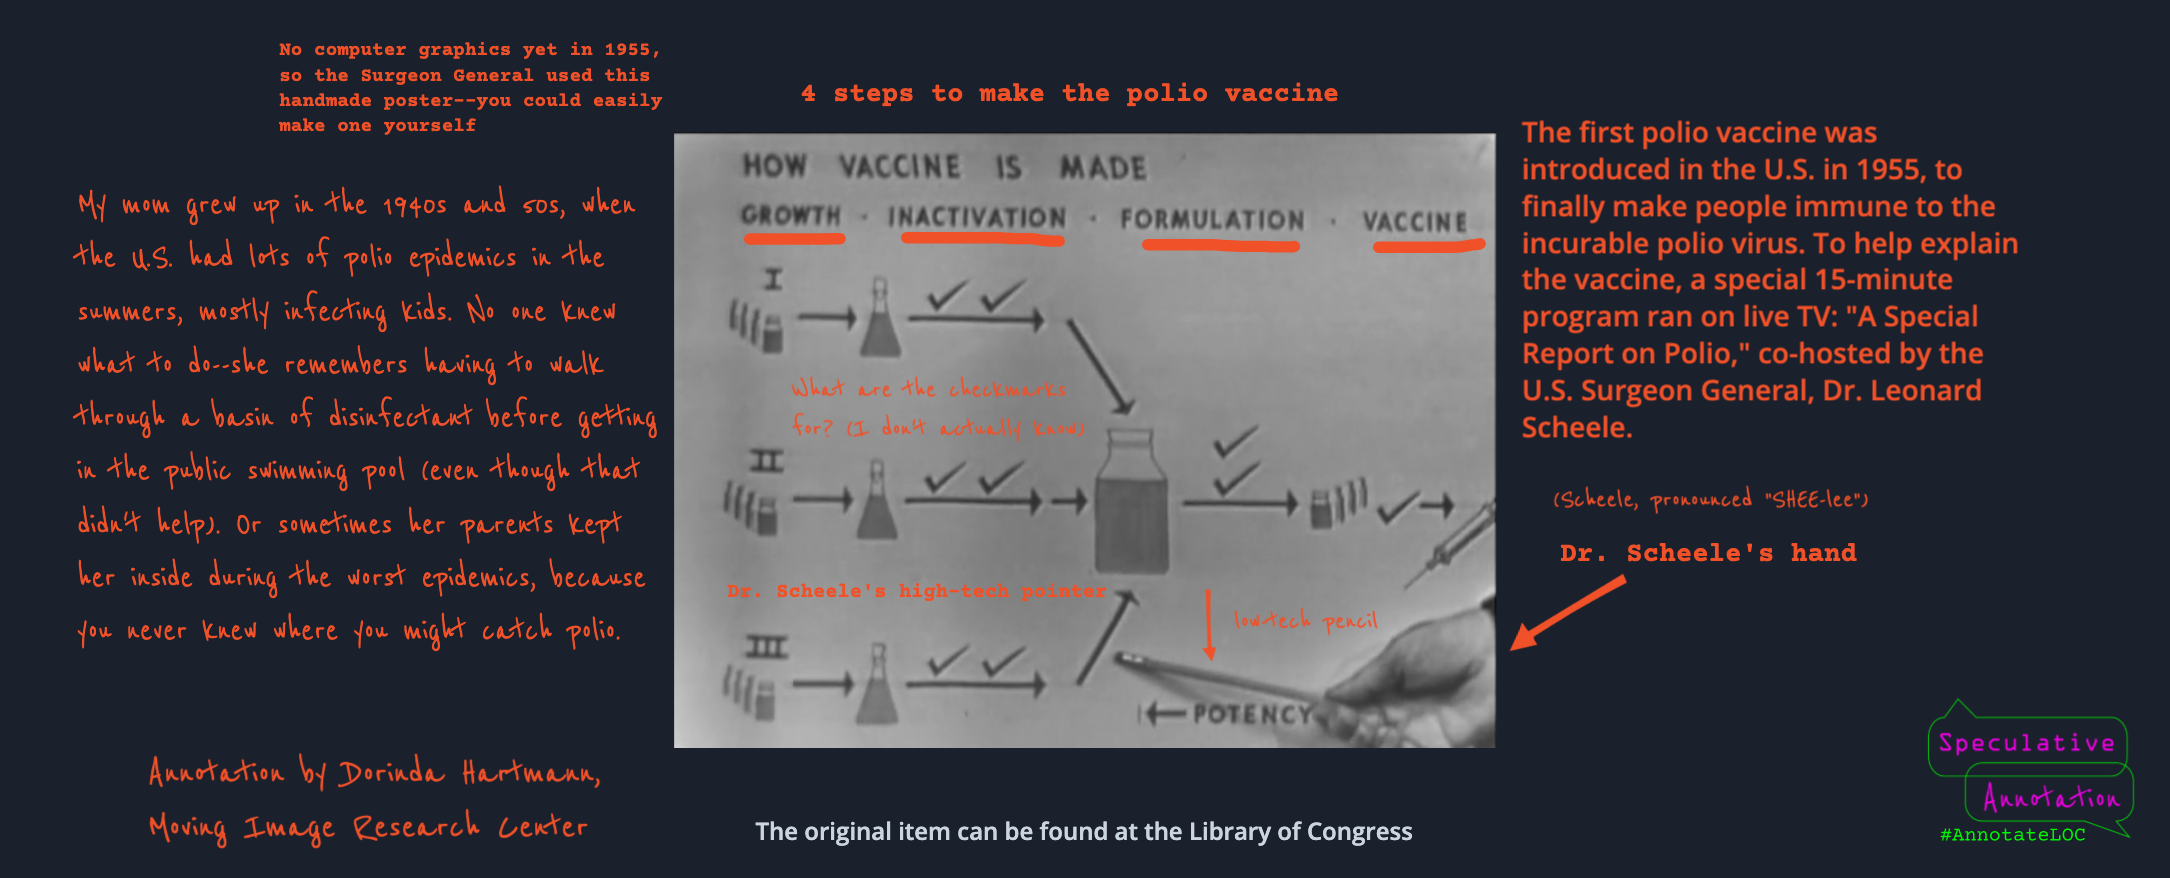 No computer graphics yet in 1955,
so the Surgeon General used this
handmade poster--you could easily
make one yourself
My mom grew up in the 1940s and 50s, when
the U.S. had lots of polio epidemics in the
summers, mostly infecting kids. No one knew
what to do--she remembers having to walk
through a basin of disinfectant before getting
in the public swimming pool (even though that
didn't help). Or sometimes her parents kept
her inside during the worst epidemics, because
you never knew where you might catch polio.
Annotation by Dorinda Hartmann,
Moving Image Research Center
4 steps to make the polio vaccine
HOW VACCINE IS MADE
GROWTH · INACTIVATION · FORMULATION · VACCINE
I
What are the checkmarks
for? (I don't actually know)
II
Dr. Scheele's high-tech pointer
low-tech pencil
III
POTENCY
The original item can be found at the Library of Congress
The first polio vaccine was
introduced in the U.S. in 1955, to
finally make people immune to the
incurable polio virus. To help explain
the vaccine, a special 15-minute
program ran on live TV: "A Special
Report on Polio," co-hosted by the
U.S. Surgeon General, Dr. Leonard
Scheele.
(Scheele, pronounced "SHEE-lee")
Dr. Scheele's hand
Speculative
Annotation
#AnnotateLOC